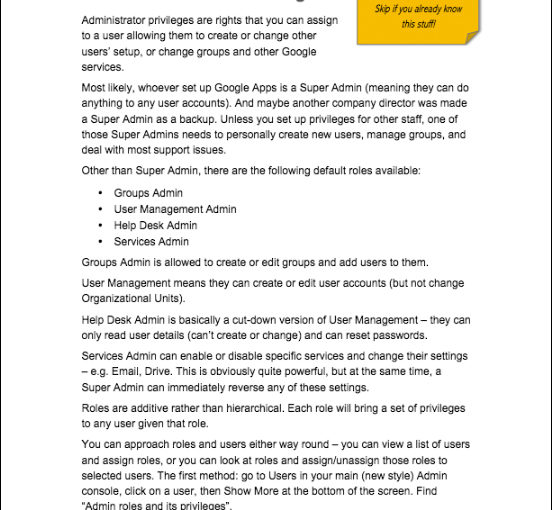 Skip if you already know
this stuff!
Administrator privileges are rights that you can assign
to a user allowing them to create or change other
users' setup, or change groups and other Google
services.
Most likely, whoever set up Google Apps is a Super Admin (meaning they can do
anything to any user accounts). And maybe another company director was made
a Super Admin as a backup. Unless you set up privileges for other staff, one of
those Super Admins needs to personally create new users, manage groups, and
deal with most support issues.
Other than Super Admin, there are the following default roles available:
• Groups Admin
• User Management Admin
• Help Desk Admin
• Services Admin
Groups Admin is allowed to create or edit groups and add users to them.
User Management means they can create or edit user accounts (but not change
Organizational Units).
Help Desk Admin is basically a cut-down version of User Management – they can
only read user details (can't create or change) and can reset passwords.
Services Admin can enable or disable specific services and change their settings
– e.g. Email, Drive. This is obviously quite powerful, but at the same time, a
Super Admin can immediately reverse any of these settings.
Roles are additive rather than hierarchical. Each role will bring a set of privileges
to any user given that role.
You can approach roles and users either way round – you can view a list of users
and assign roles, or you can look at roles and assign/unassign those roles to
selected users. The first method: go to Users in your main (new style) Admin
console, click on a user, then Show More at the bottom of the screen. Find
"Admin roles and its privileges".